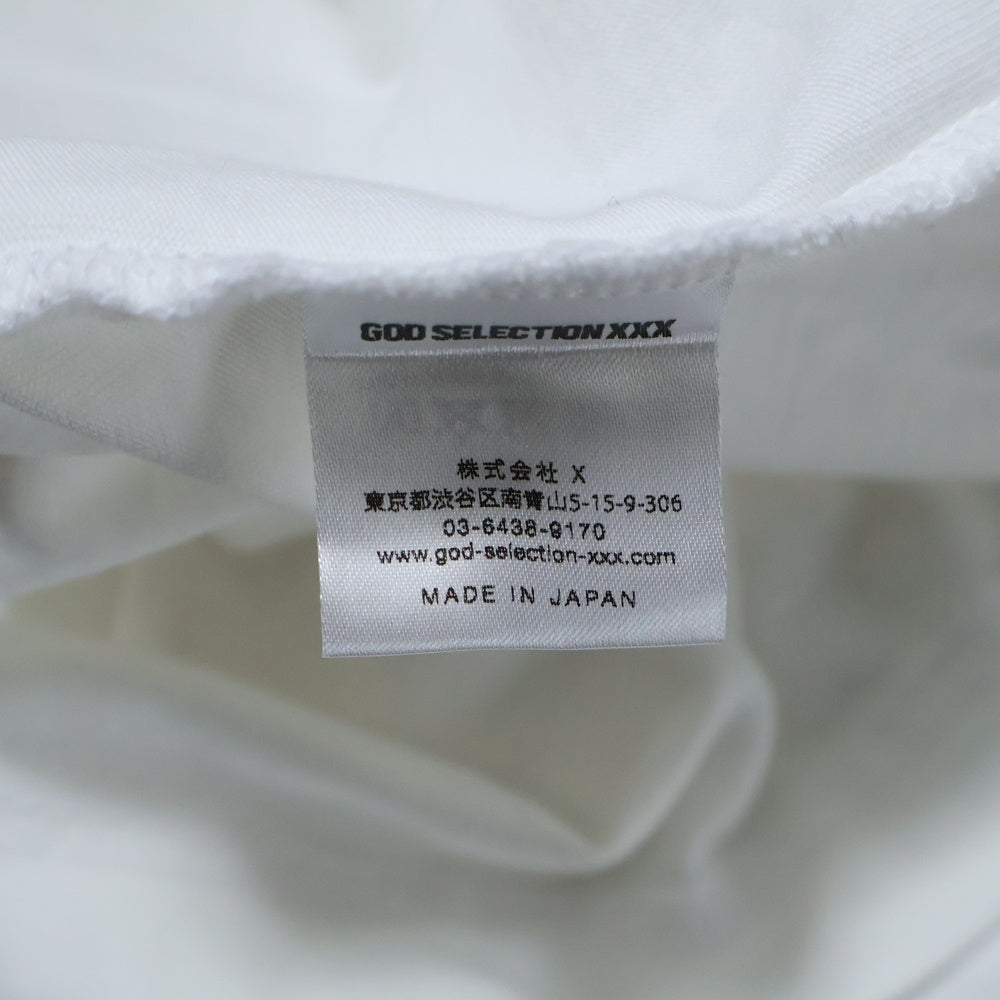 GOD SELECTION XXX
株式会社 X
東京都渋谷区南青山5-15-9-306
03-6438-9170
www.god-selection-xxx.com
MADE IN JAPAN